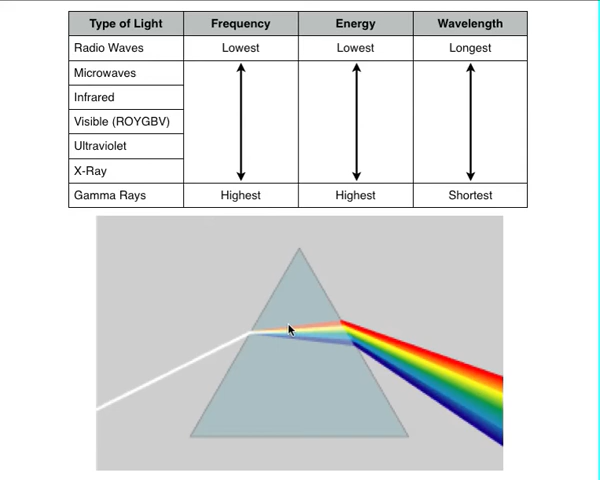 Type of Light Frequency Energy Wavelength
Radio Waves Lowest Lowest Longest
Microwaves
Infrared
Visible (ROYGBV)
Ultraviolet
X-Ray
Gamma Rays Highest Highest Shortest